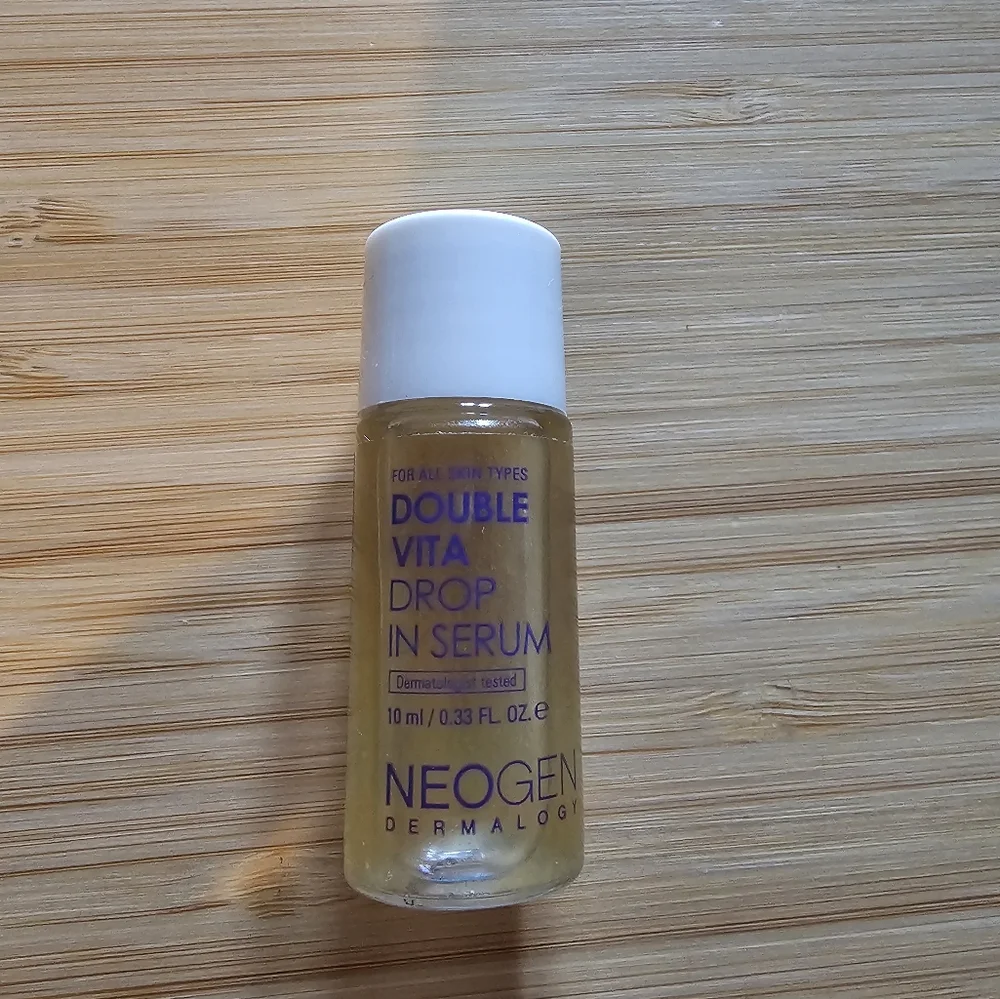 FOR ALL SKIN TYPES
DOUBLE
VITA
DROP
IN SERUM
Dermatologist tested
10 ml / 0.33 FL. OZ. e
NEOGEN
DERMALOGY